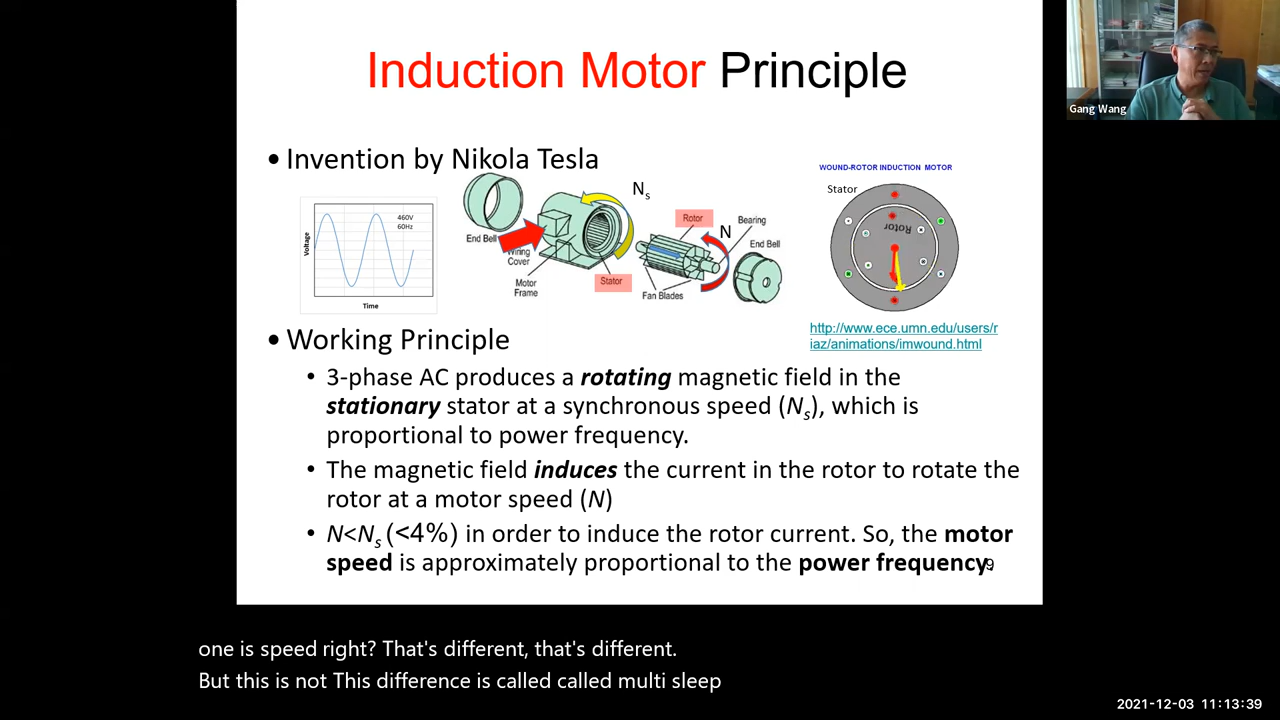 Induction Motor Principle
Gang Wang
• Invention by Nikola Tesla
WOUND-ROTOR INDUCTION MOTOR
Stator
Ns
460V
60Hz
Voltage
Time
End Bell
Wiring
Cover
Motor
Frame
Stator
Rotor
N
Bearing
End Bell
Fan Blades
Rotor
http://www.ece.umn.edu/users/r
iaz/animations/imwound.html
• Working Principle
• 3-phase AC produces a rotating magnetic field in the
stationary stator at a synchronous speed (Ns), which is
proportional to power frequency.
• The magnetic field induces the current in the rotor to rotate the
rotor at a motor speed (N)
• N<Ns (<4%) in order to induce the rotor current. So, the motor
speed is approximately proportional to the power frequency.
9
one is speed right? That's different, that's different.
But this is not This difference is called called multi sleep
2021-12-03 11:13:39